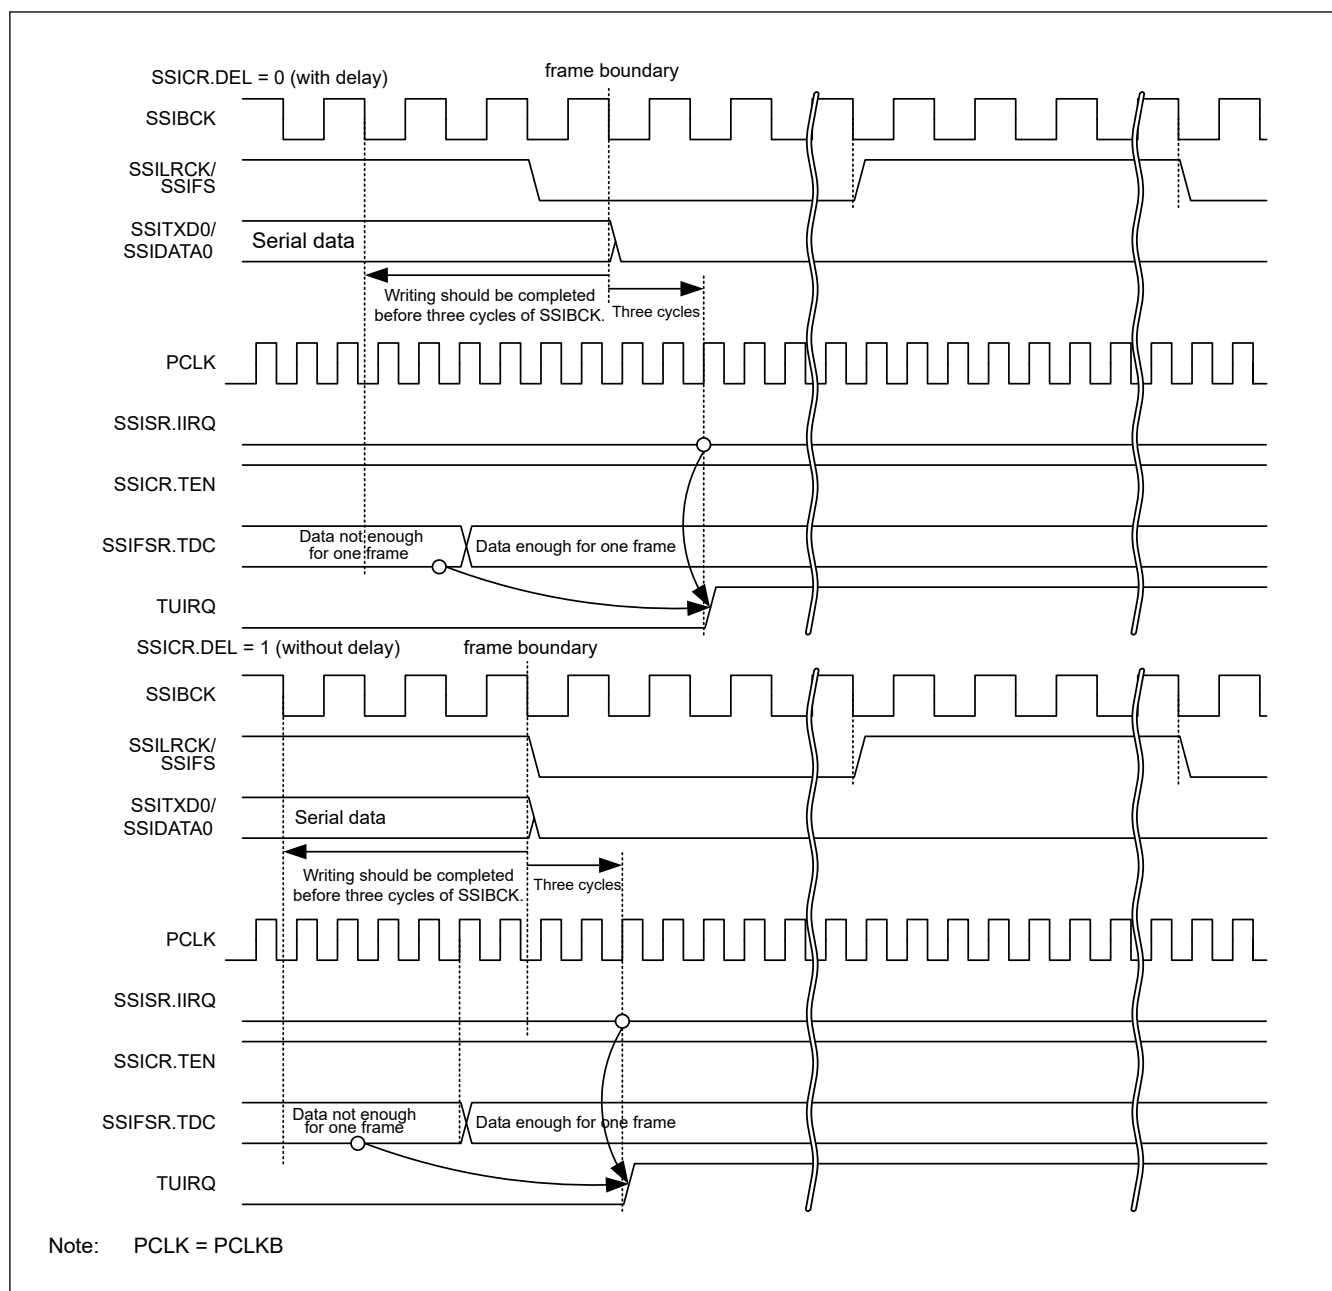 SSICR.DEL = 0 (with delay)
frame boundary
SSIBCK
SSILRCK/
SSIFS
SSITXD0/
SSIDATA0
Serial data
Writing should be completed
before three cycles of SSIBCK.
Three cycles
PCLK
SSISR.IIRQ
SSICR.TEN
SSIFSR.TDC
Data not enough
for one frame
Data enough for one frame
TUIRQ
SSICR.DEL = 1 (without delay)
frame boundary
SSIBCK
SSILRCK/
SSIFS
SSITXD0/
SSIDATA0
Serial data
Writing should be completed
before three cycles of SSIBCK.
Three cycles
PCLK
SSISR.IIRQ
SSICR.TEN
SSIFSR.TDC
Data not enough
for one frame
Data enough for one frame
TUIRQ
Note: PCLK = PCLKB